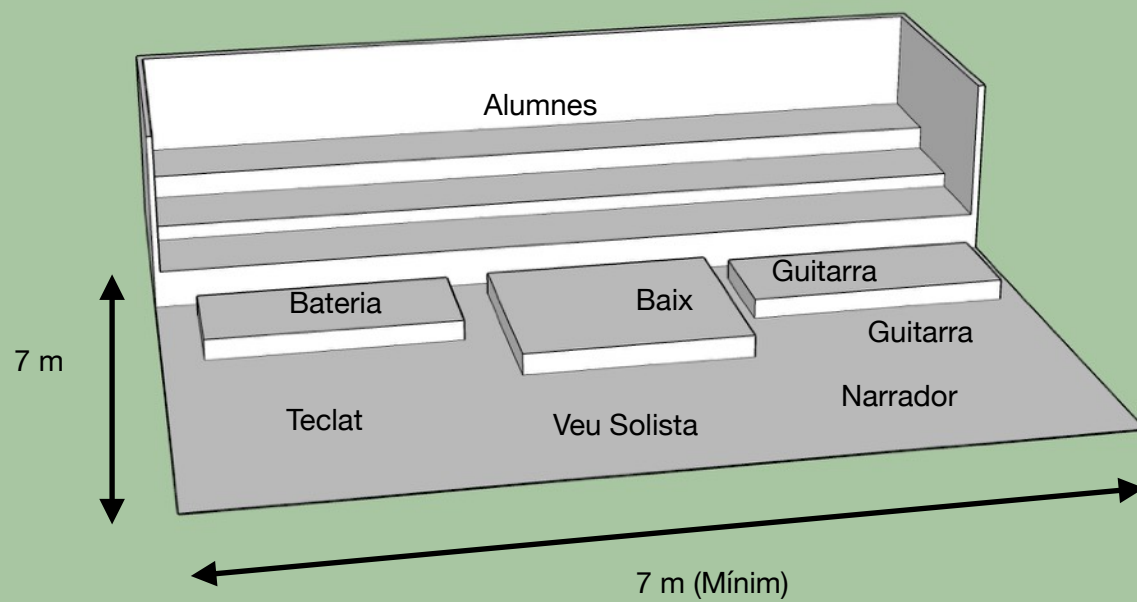 Alumnes
Guitarra
Bateria
Baix
Guitarra
7 m
Narrador
Teclat
Veu Solista
7 m (Mínim)